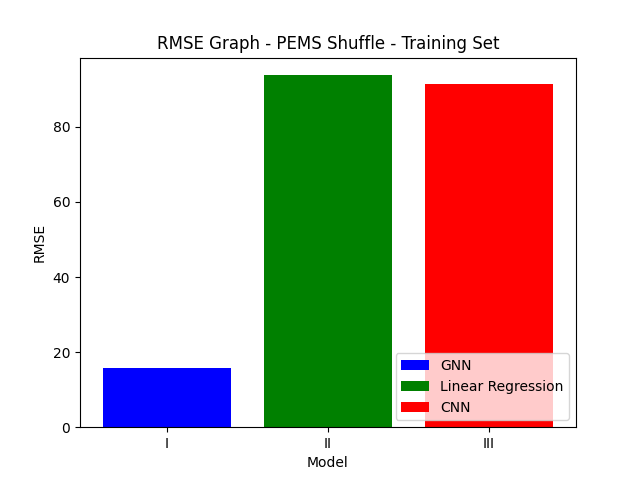 RMSE Graph - PEMS Shuffle - Training Set
RMSE
80
60
40
20
0
GNN
Linear Regression
CNN
I
II
III
Model